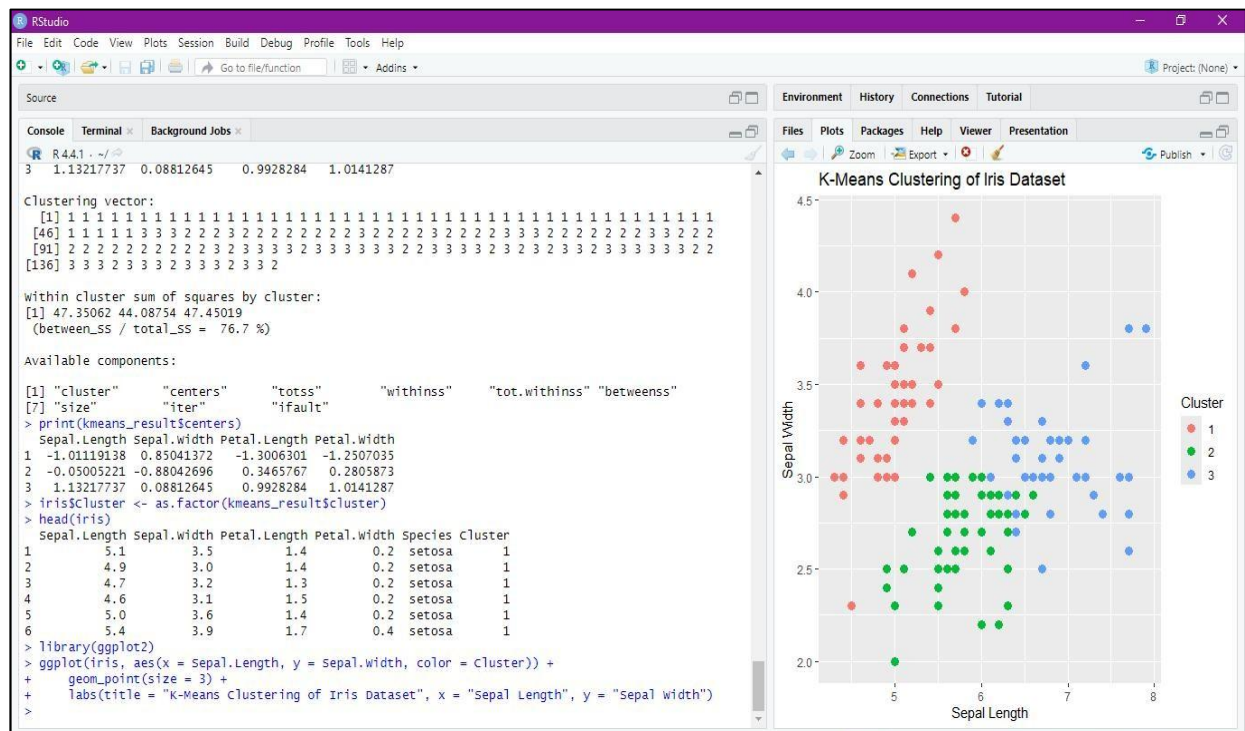 RStudio
File Edit Code View Plots Session Build Debug Profile Tools Help
Go to file/function
Addins
Project: (None)
Source
Console Terminal Background Jobs
R 4.4.1 · ~/
3 1.13217737 0.08812645 0.9928284 1.0141287
Clustering vector:
[1] 1 1 1 1 1 1 1 1 1 1 1 1 1 1 1 1 1 1 1 1 1 1 1 1 1 1 1 1 1 1 1 1 1 1 1 1 1 1 1 1 1 1 1 1 1
[46] 1 1 1 1 1 3 3 3 2 2 2 3 2 2 2 2 2 2 2 2 3 2 2 2 2 3 2 2 2 2 3 3 3 2 2 2 2 2 2 2 3 3 2 2 2
[91] 2 2 2 2 2 2 2 2 2 2 3 2 3 3 3 3 2 3 3 3 3 3 3 2 2 3 3 3 3 2 3 2 3 2 3 3 2 3 3 3 3 3 3 2 2
[136] 3 3 3 2 3 3 3 2 3 3 3 2 3 3 2
Within cluster sum of squares by cluster:
[1] 47.35062 44.08754 47.45019
(between_SS / total_SS = 76.7 %)
Available components:
[1] "cluster" "centers" "totss" "withinss" "tot.withinss" "betweenss"
[7] "size" "iter" "ifault"
> print(kmeans_result$centers)
Sepal.Length Sepal.Width Petal.Length Petal.Width
1 -1.01119138 0.85041372 -1.3006301 -1.2507035
2 -0.05005221 -0.88042696 0.3465767 0.2805873
3 1.13217737 0.08812645 0.9928284 1.0141287
> iris$Cluster <- as.factor(kmeans_result$cluster)
> head(iris)
Sepal.Length Sepal.Width Petal.Length Petal.Width Species Cluster
1 5.1 3.5 1.4 0.2 setosa 1
2 4.9 3.0 1.4 0.2 setosa 1
3 4.7 3.2 1.3 0.2 setosa 1
4 4.6 3.1 1.5 0.2 setosa 1
5 5.0 3.6 1.4 0.2 setosa 1
6 5.4 3.9 1.7 0.4 setosa 1
> library(ggplot2)
> ggplot(iris, aes(x = Sepal.Length, y = Sepal.Width, color = Cluster)) +
+ geom_point(size = 3) +
+ labs(title = "K-Means Clustering of Iris Dataset", x = "Sepal Length", y = "Sepal Width")
>
Environment History Connections Tutorial
Files Plots Packages Help Viewer Presentation
Zoom Export Publish
K-Means Clustering of Iris Dataset
4.5
4.0
3.5
3.0
2.5
2.0
Sepal Width
5 6 7 8
Sepal Length
Cluster
1
2
3